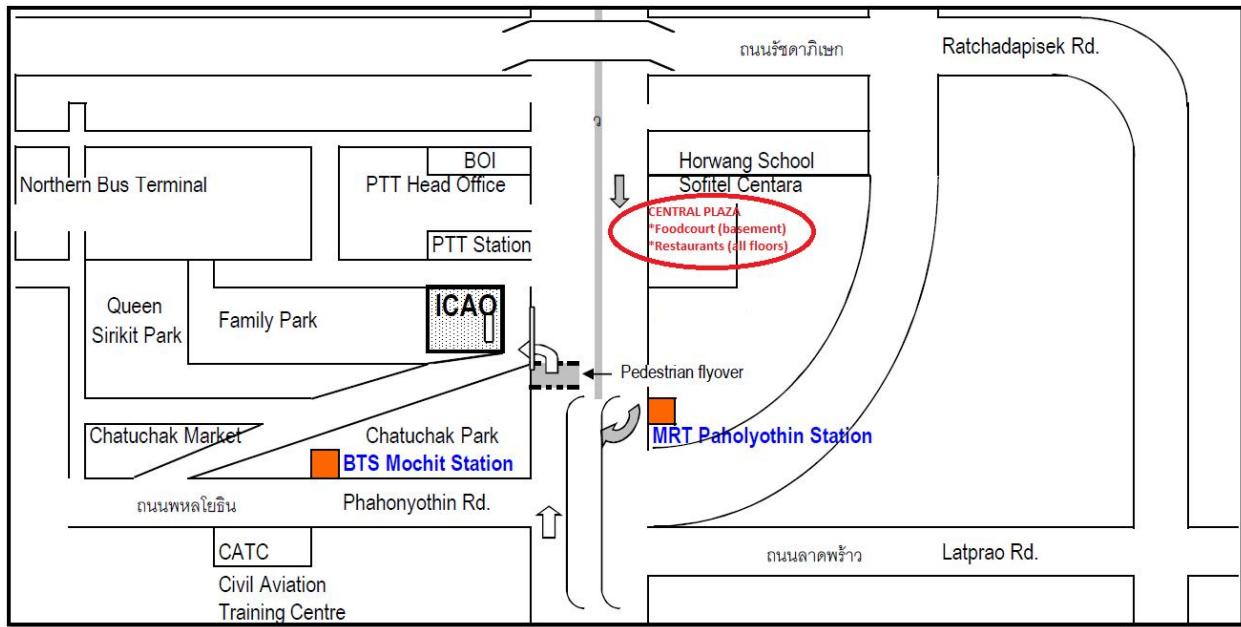 ถนนรัชดาภิเษก
Ratchadapisek Rd.
ว
BOI
Northern Bus Terminal
PTT Head Office
Horwang School
Sofitel Centara
CENTRAL PLAZA
*Foodcourt (basement)
*Restaurants (all floors)
PTT Station
Queen
Sirikit Park
Family Park
ICAO
Pedestrian flyover
Chatuchak Market
Chatuchak Park
MRT Paholyothin Station
BTS Mochit Station
ถนนพหลโยธิน
Phahonyothin Rd.
CATC
Civil Aviation
Training Centre
ถนนลาดพร้าว
Latprao Rd.